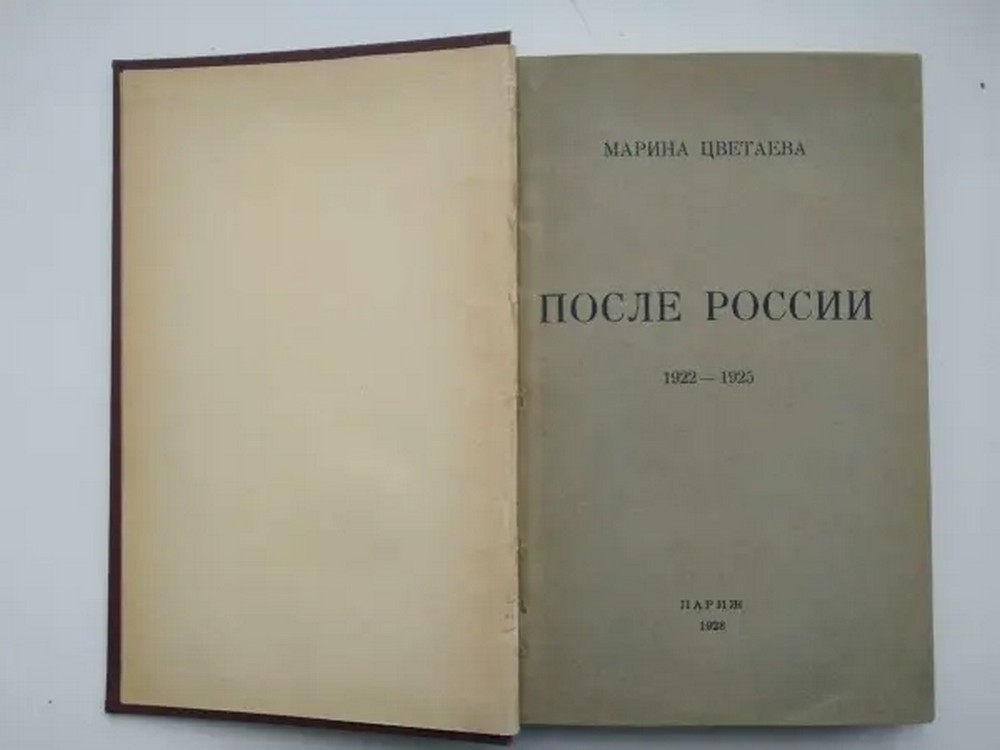 МАРИНА ЦВЕТАЕВА
ПОСЛЕ РОССИИ
1922 — 1925
ПАРИЖ
1928